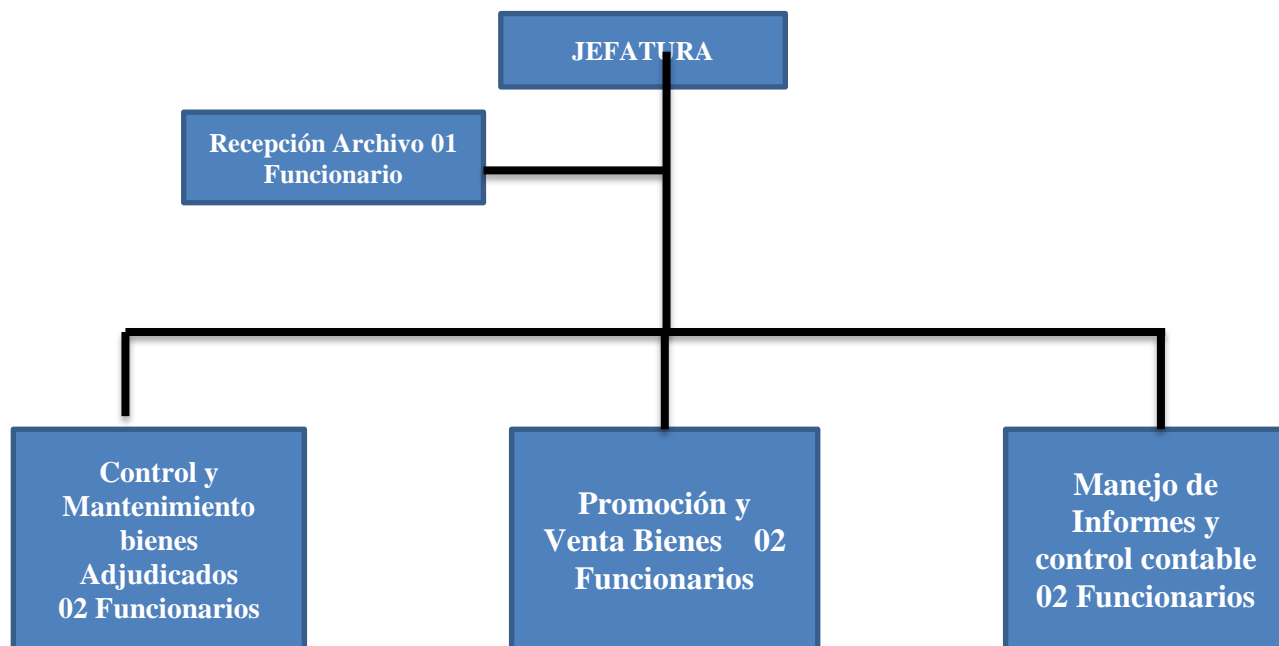 JEFATURA
Recepción Archivo 01
Funcionario
Control y
Mantenimiento
bienes
Adjudicados
02 Funcionarios
Promoción y
Venta Bienes 02
Funcionarios
Manejo de
Informes y
control contable
02 Funcionarios